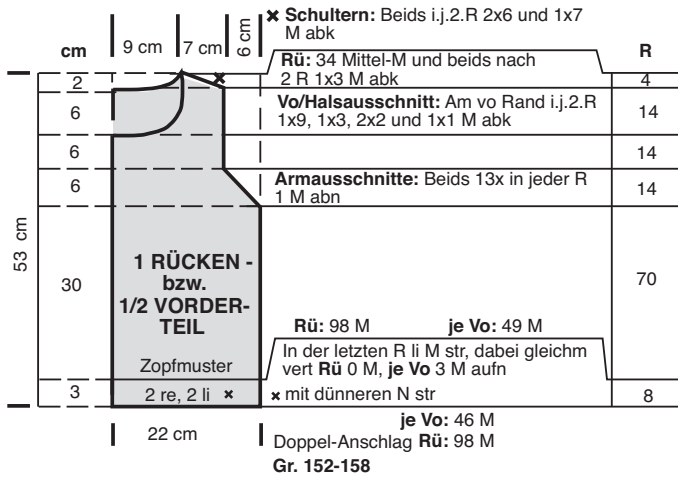 × Schultern: Beids i.j.2.R 2x6 und 1x7
M abk
cm
9 cm
7 cm
6 cm
R
Rü: 34 Mittel-M und beids nach
2 R 1x3 M abk
2
4
Vo/Halsausschnitt: Am vo Rand i.j.2.R
1x9, 1x3, 2x2 und 1x1 M abk
6
14
6
14
Armausschnitte: Beids 13x in jeder R
1 M abn
6
14
53 cm
30
70
1 RÜCKEN -
bzw.
1/2 VORDER-
TEIL
Rü: 98 M
je Vo: 49 M
In der letzten R li M str, dabei gleichm
vert Rü 0 M, je Vo 3 M aufn
Zopfmuster
3
2 re, 2 li ×
× mit dünneren N str
8
22 cm
je Vo: 46 M
Doppel-Anschlag Rü: 98 M
Gr. 152-158